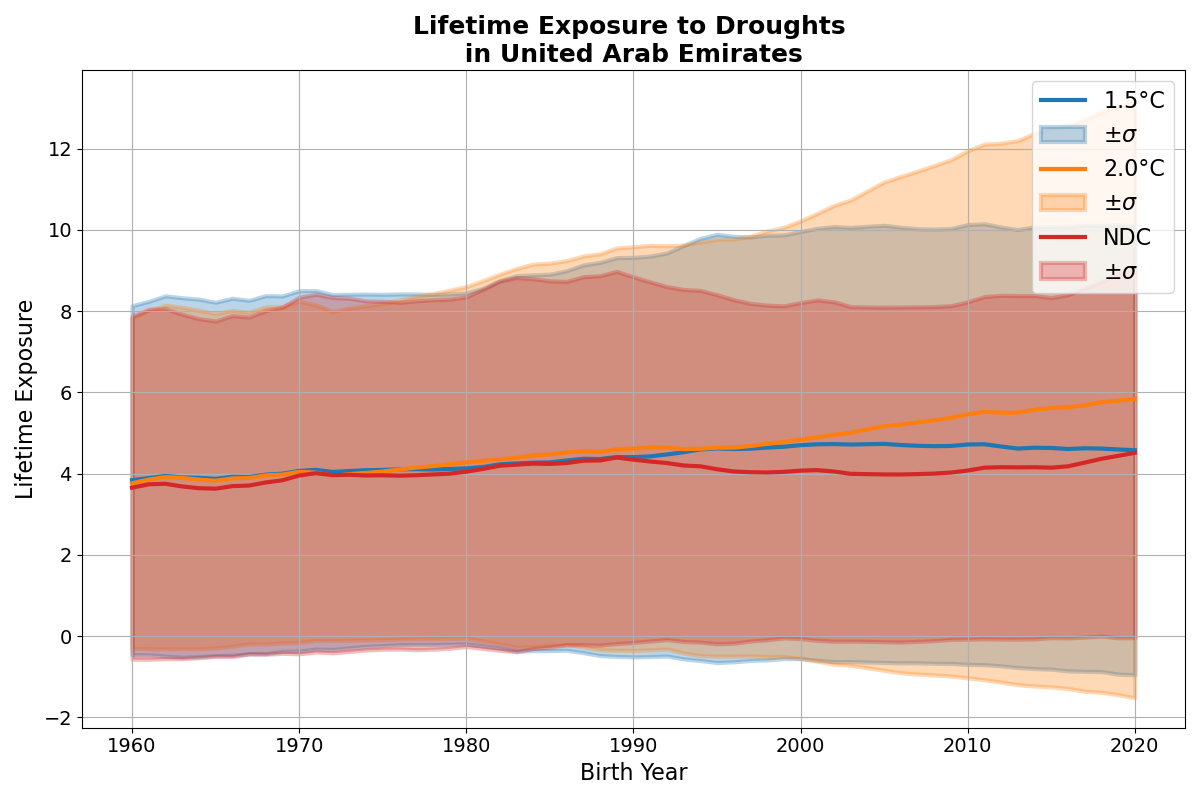 Lifetime Exposure to Droughts
in United Arab Emirates
1.5°C
±σ
2.0°C
±σ
NDC
±σ
Lifetime Exposure
12
10
8
6
4
2
0
−2
1960 1970 1980 1990 2000 2010 2020
Birth Year